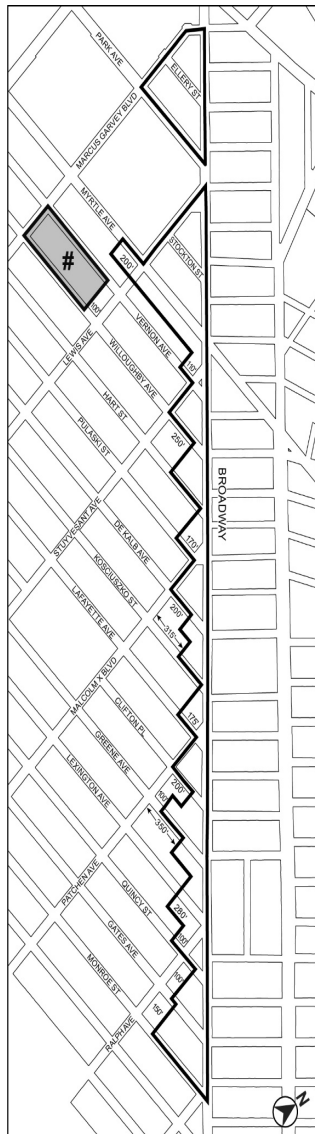 PARK AVE
ELLERY ST
MARCUS GARVEY BLVD
MYRTLE AVE
STOCKTON ST
#
200'
100'
LEWIS AVE
VERNON AVE
WILLOUGHBY AVE
110'
HART ST
250'
PULASKI ST
BROADWAY
STUYVESANT AVE
DE KALB AVE
170'
KOSCIUSZKO ST
200'
315'
LAFAYETTE AVE
MALCOLM X BLVD
CLIFTON PL
175'
GREENE AVE
200'
100'
LEXINGTON AVE
350'
PATCHEN AVE
QUINCY ST
280'
100'
GATES AVE
100'
MONROE ST
150'
RALPH AVE
N